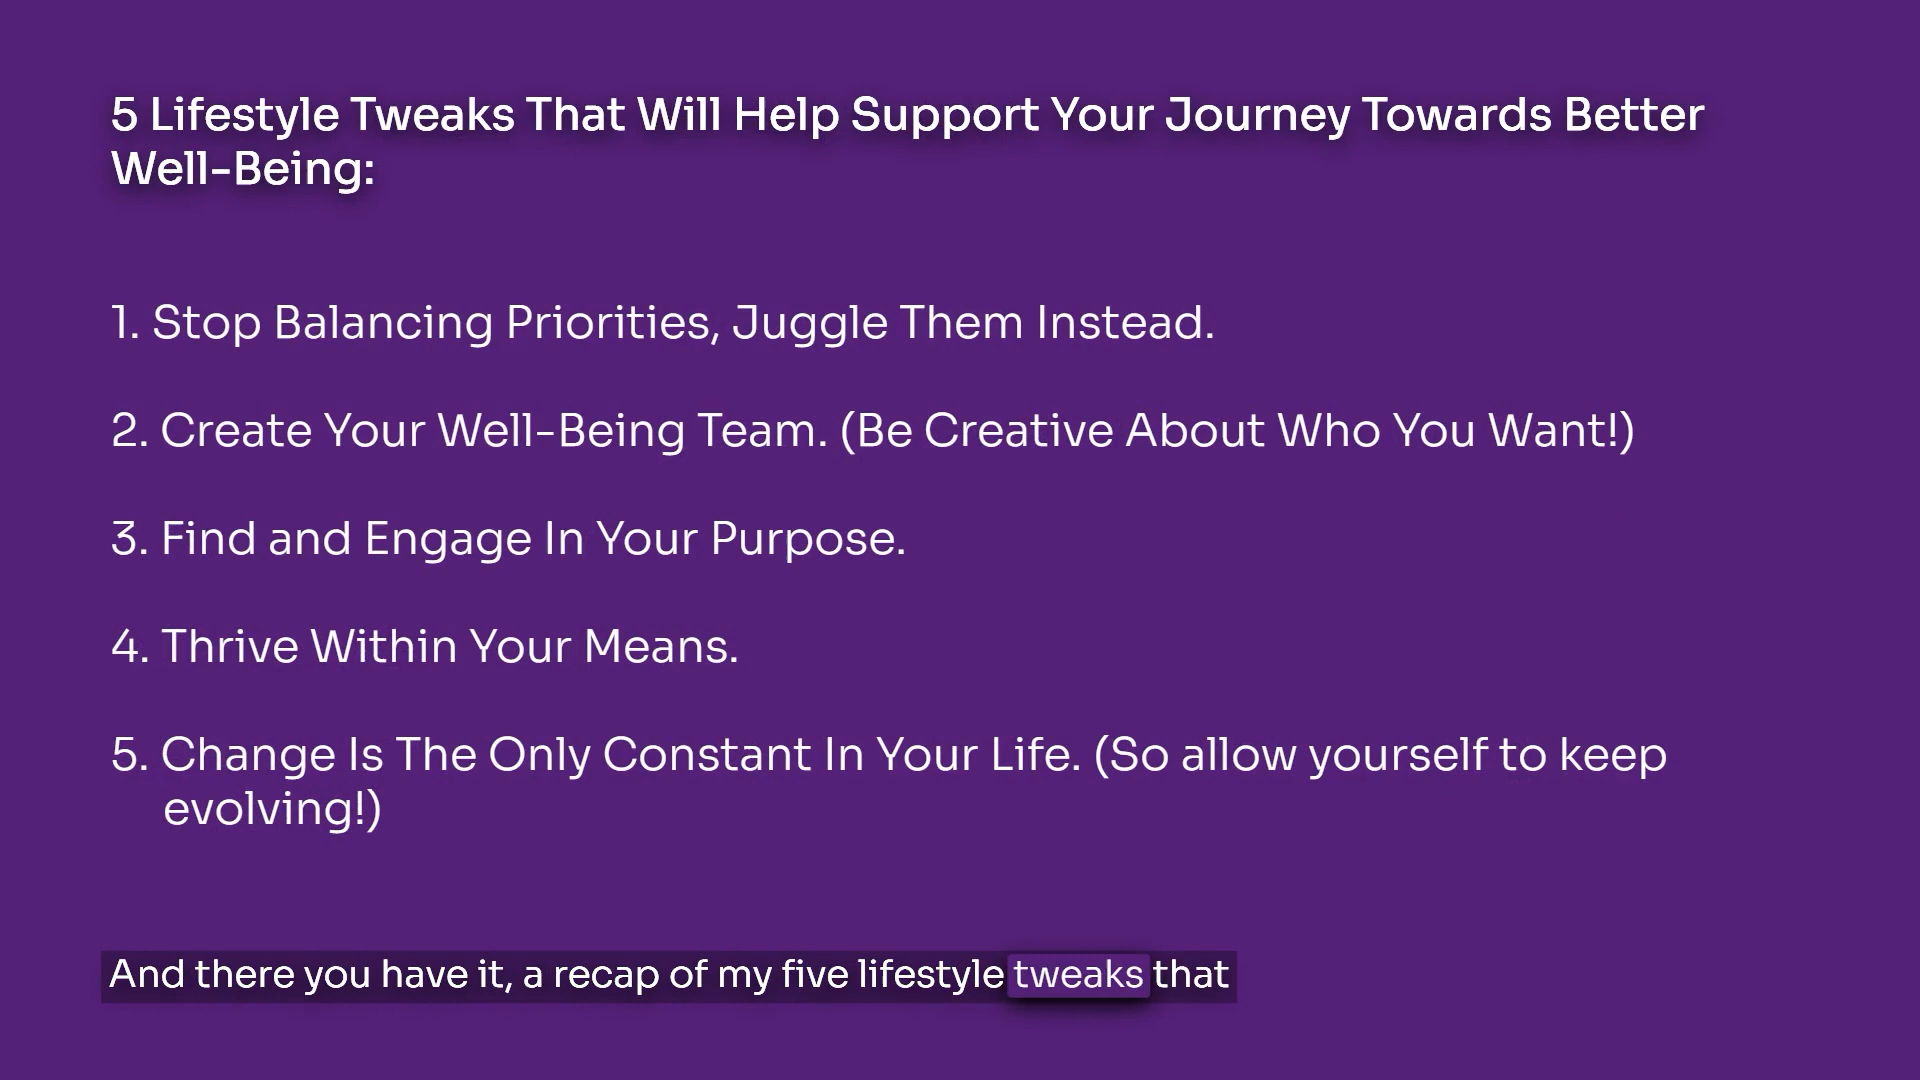 5 Lifestyle Tweaks That Will Help Support Your Journey Towards Better
Well-Being:
1. Stop Balancing Priorities, Juggle Them Instead.
2. Create Your Well-Being Team. (Be Creative About Who You Want!)
3. Find and Engage In Your Purpose.
4. Thrive Within Your Means.
5. Change Is The Only Constant In Your Life. (So allow yourself to keep
evolving!)
And there you have it, a recap of my five lifestyle tweaks that